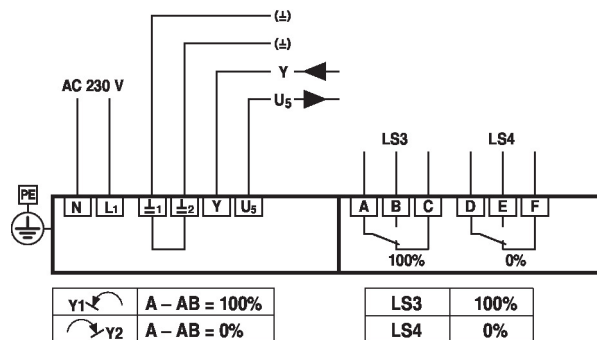 (⊥)
(⊥)
Y
U5
AC 230 V
LS3 LS4
PE
N L1 ⊥1 ⊥2 Y U5 A B C D E F
100% 0%
Y1 A – AB = 100%
Y2 A – AB = 0%
LS3 100%
LS4 0%